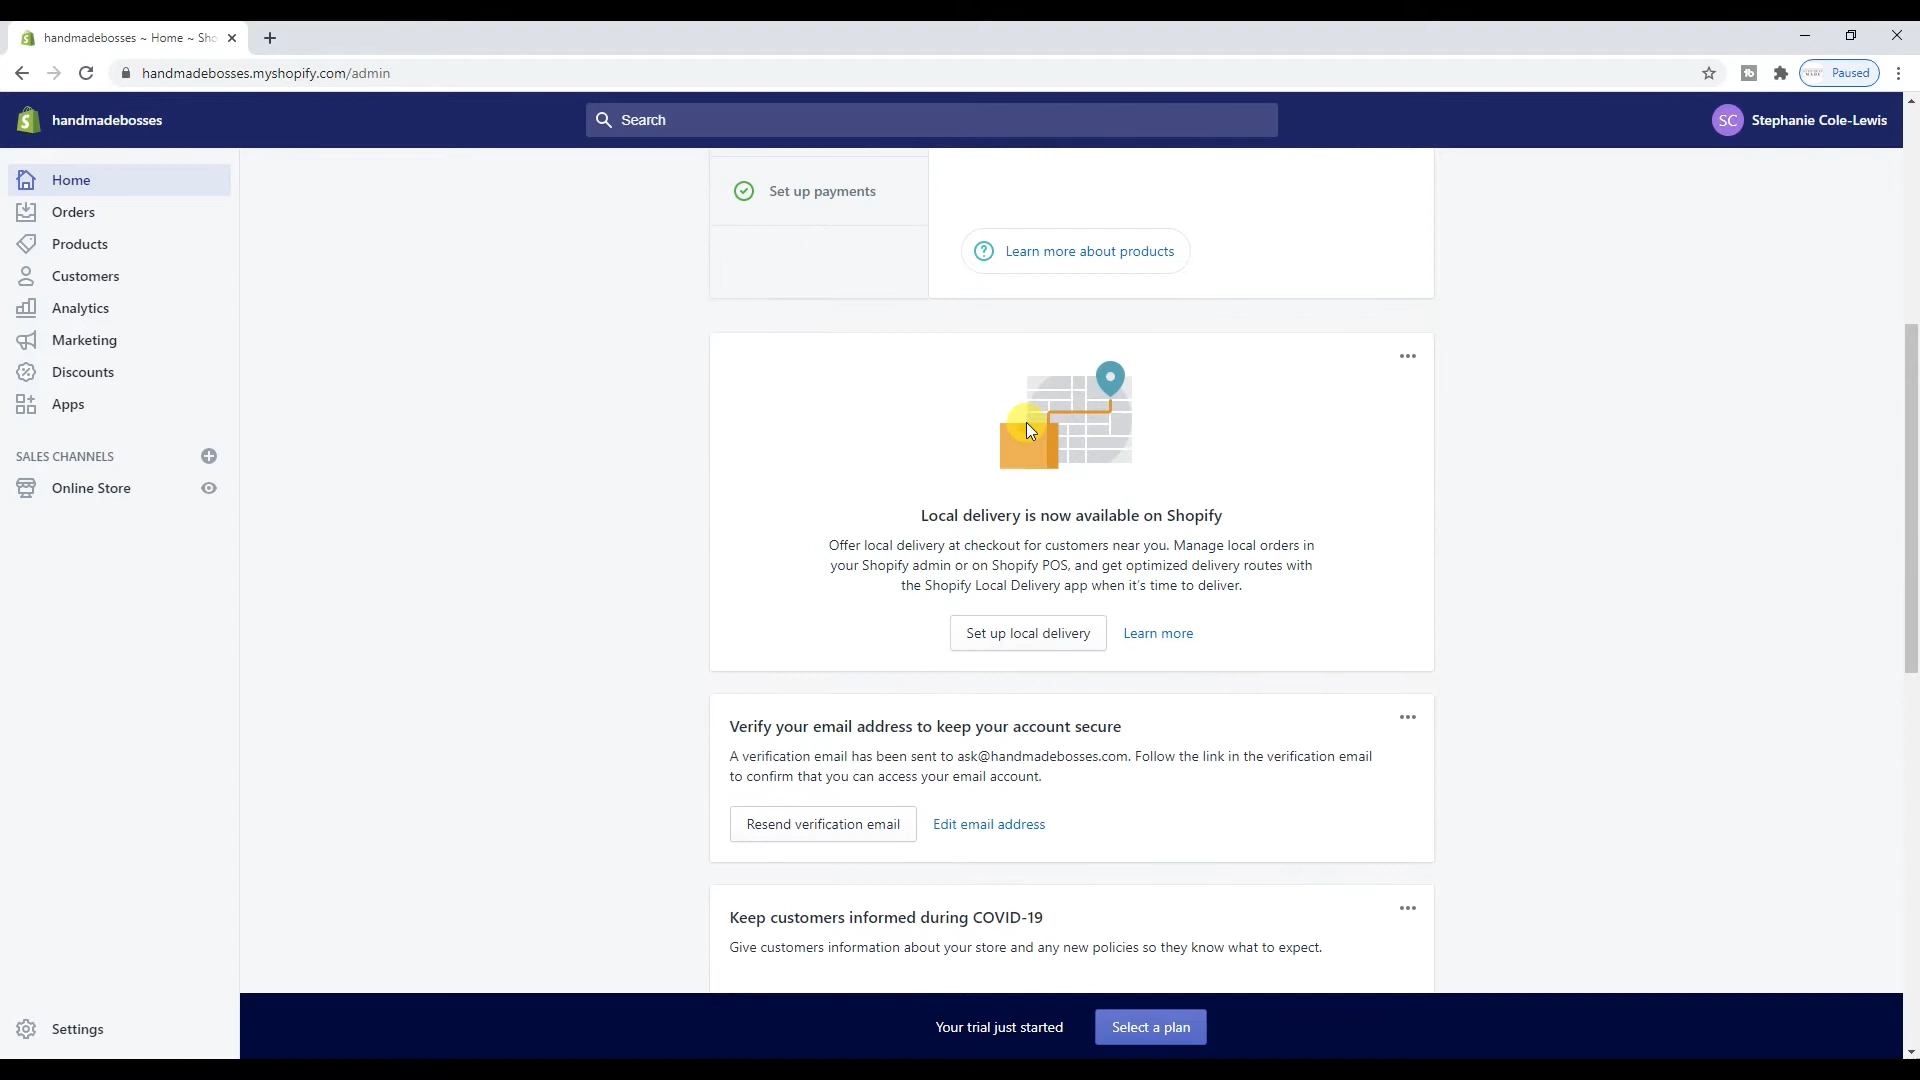 handmadebosses ~ Home ~ Sho
handmadebosses.myshopify.com/admin
Paused
handmadebosses
Search
SC
Stephanie Cole-Lewis
Home
Orders
Products
Customers
Analytics
Marketing
Discounts
Apps
SALES CHANNELS
Online Store
Settings
Set up payments
Learn more about products
Local delivery is now available on Shopify
Offer local delivery at checkout for customers near you. Manage local orders in
your Shopify admin or on Shopify POS, and get optimized delivery routes with
the Shopify Local Delivery app when it's time to deliver.
Set up local delivery
Learn more
Verify your email address to keep your account secure
A verification email has been sent to ask@handmadebosses.com. Follow the link in the verification email
to confirm that you can access your email account.
Resend verification email
Edit email address
Keep customers informed during COVID-19
Give customers information about your store and any new policies so they know what to expect.
Your trial just started
Select a plan